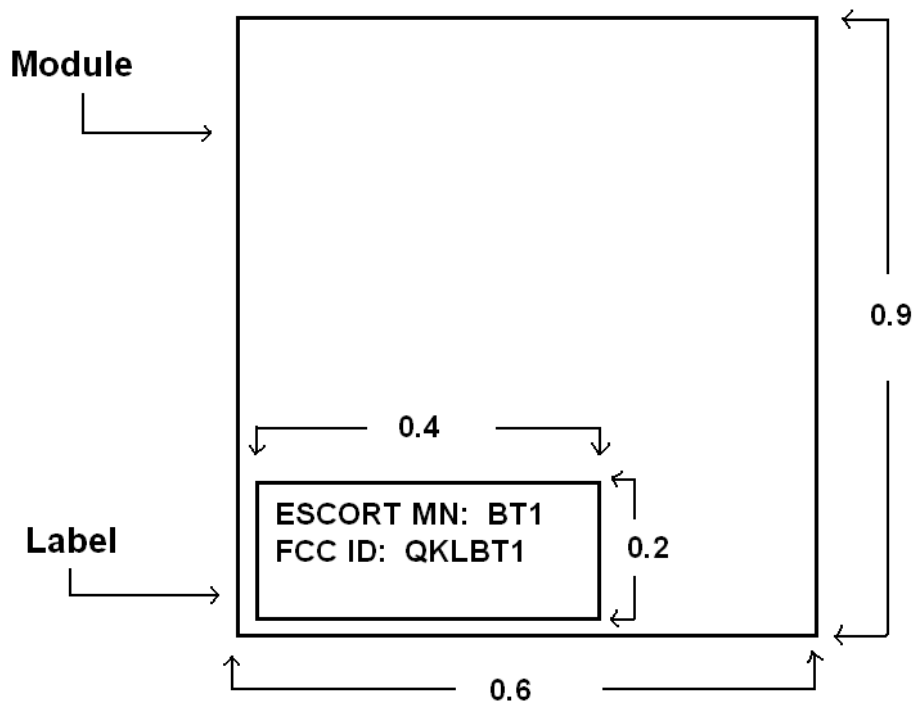 Module
0.9
0.4
ESCORT MN: BT1
FCC ID: QKLBT1
0.2
Label
0.6